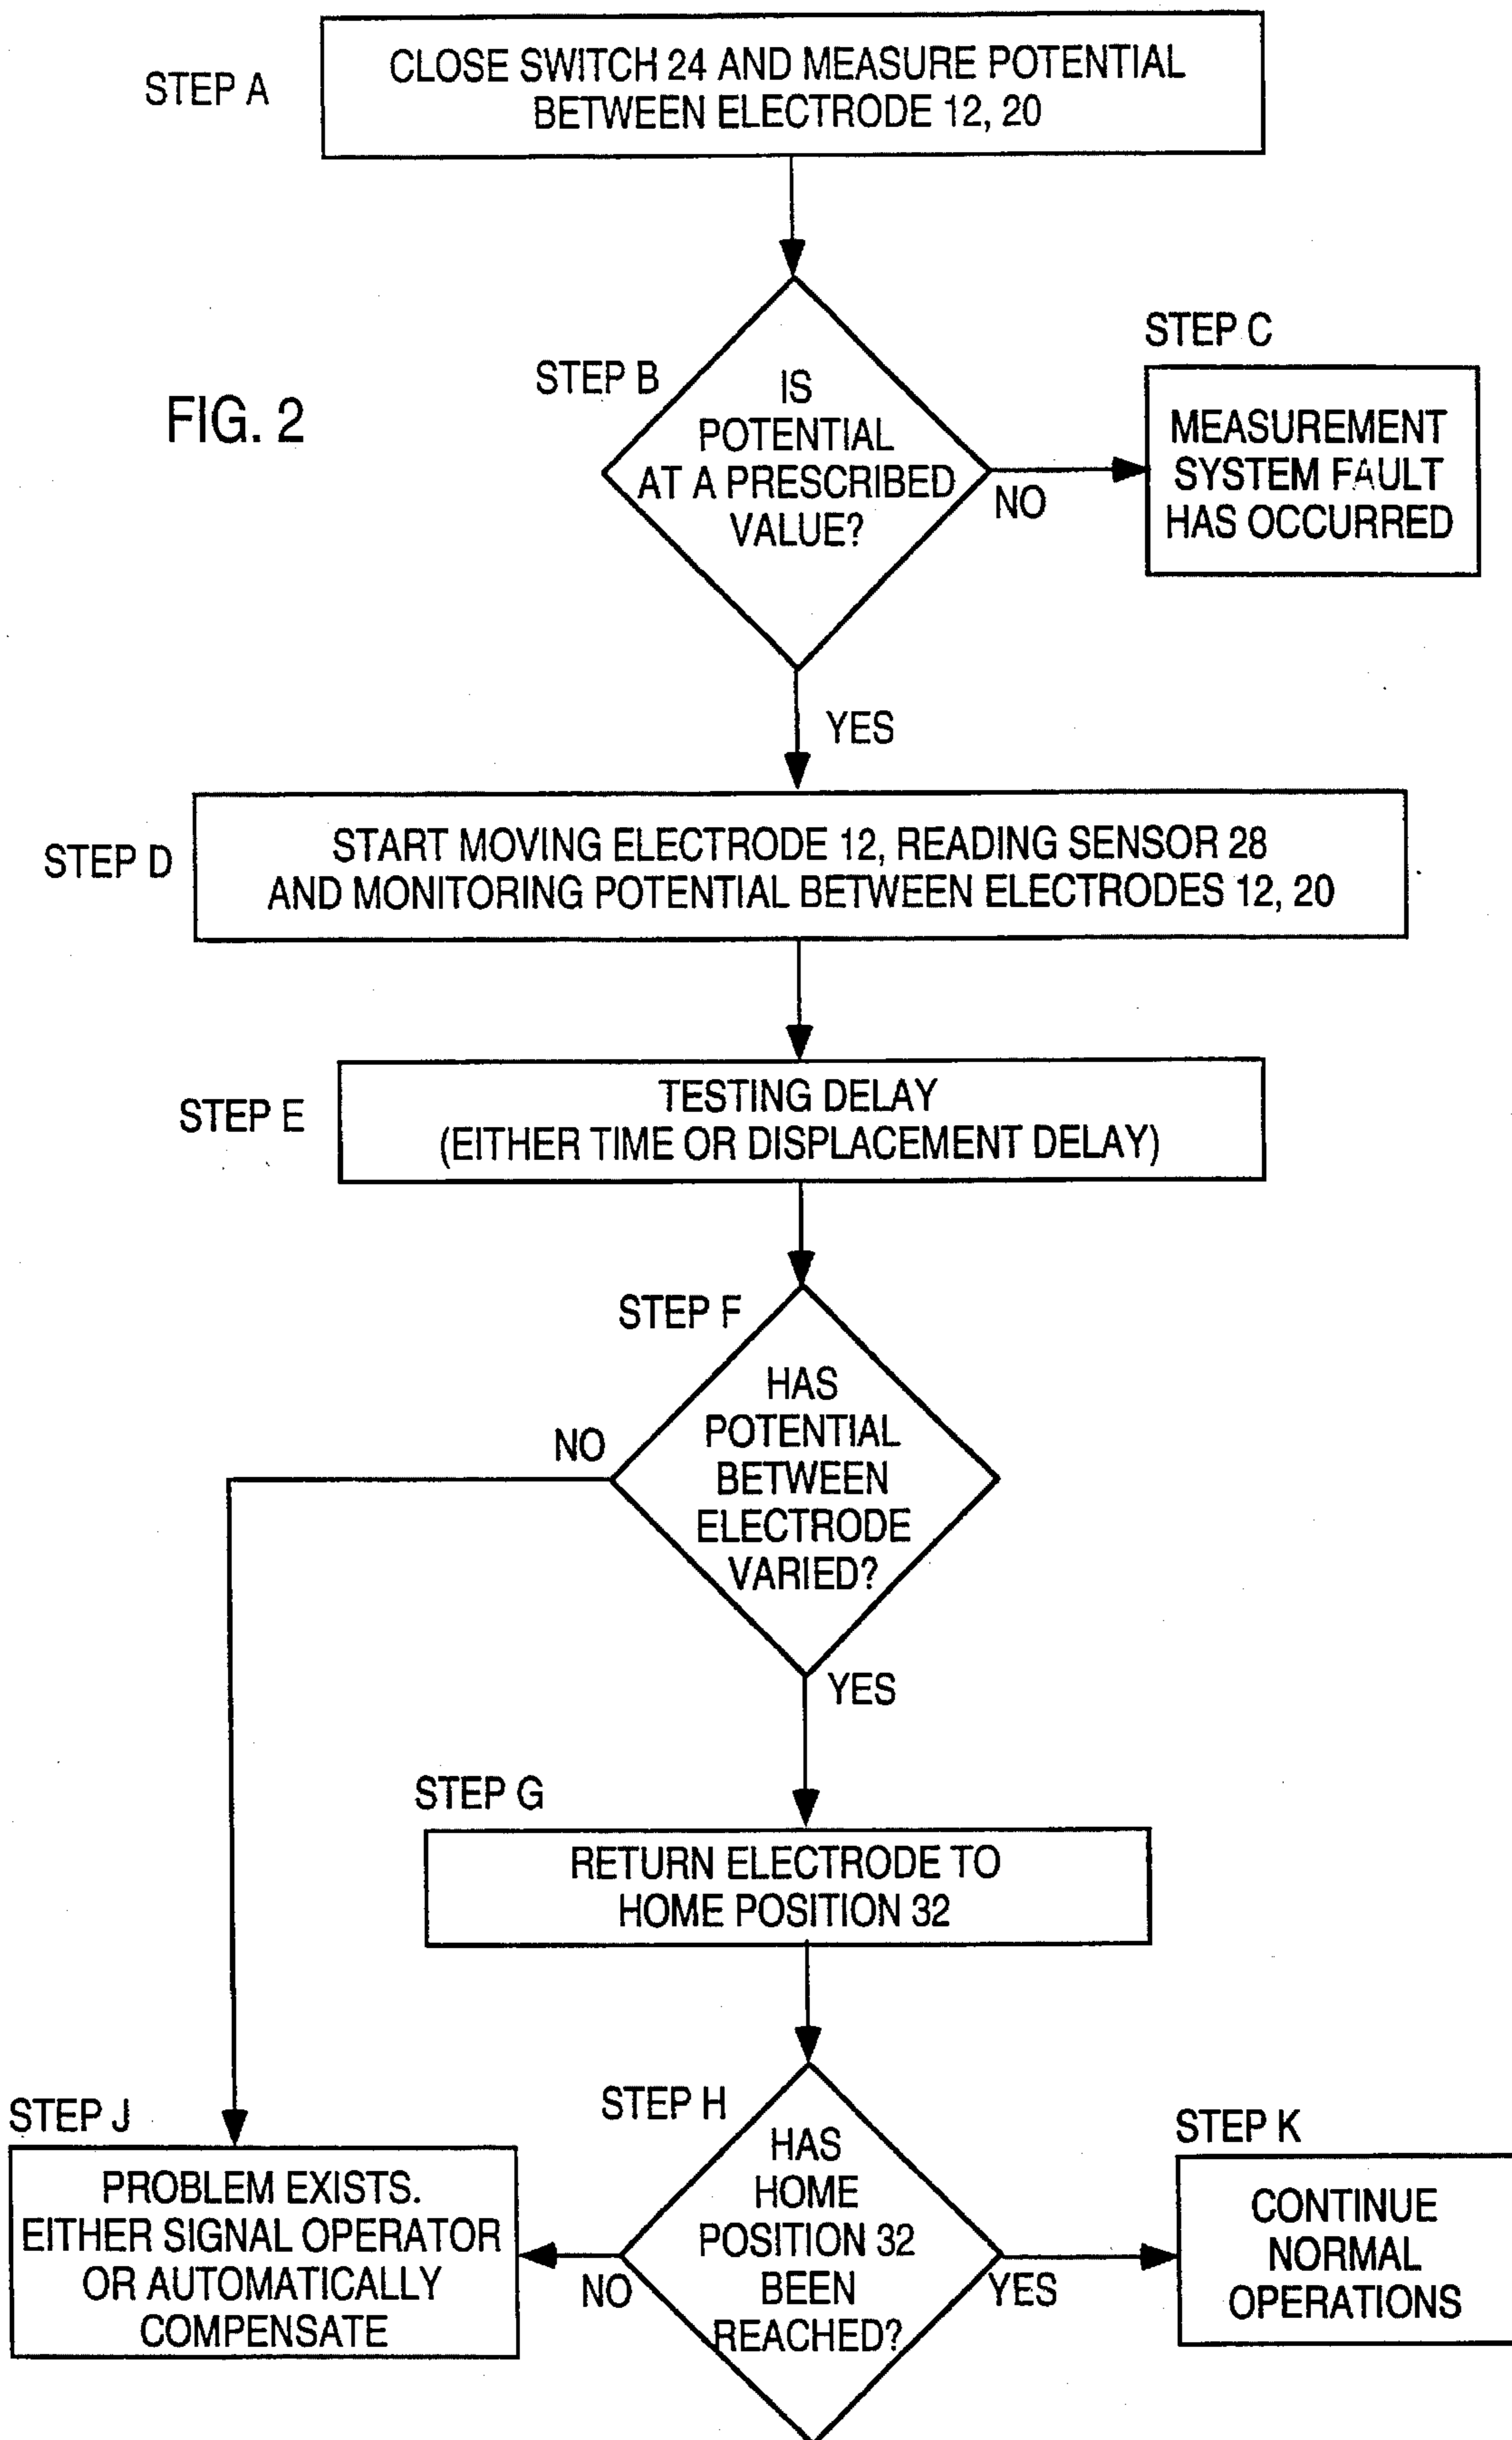 STEP A
CLOSE SWITCH 24 AND MEASURE POTENTIAL
BETWEEN ELECTRODE 12, 20
FIG. 2
STEP B
IS
POTENTIAL
AT A PRESCRIBED
VALUE?
NO
STEP C
MEASUREMENT
SYSTEM FAULT
HAS OCCURRED
YES
STEP D
START MOVING ELECTRODE 12, READING SENSOR 28
AND MONITORING POTENTIAL BETWEEN ELECTRODES 12, 20
STEP E
TESTING DELAY
(EITHER TIME OR DISPLACEMENT DELAY)
STEP F
HAS
POTENTIAL
BETWEEN
ELECTRODE
VARIED?
NO
YES
STEP G
RETURN ELECTRODE TO
HOME POSITION 32
STEP H
HAS
HOME
POSITION 32
BEEN
REACHED?
NO
YES
STEP J
PROBLEM EXISTS.
EITHER SIGNAL OPERATOR
OR AUTOMATICALLY
COMPENSATE
STEP K
CONTINUE
NORMAL
OPERATIONS